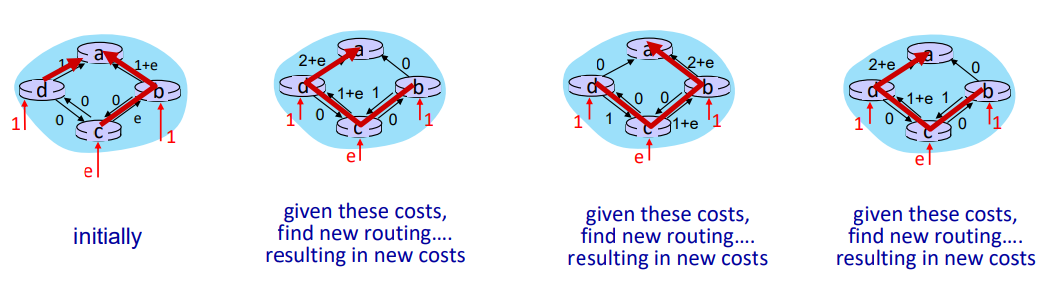 a
1
1+e
d
b
0
0
0
e
c
1
1
e
initially
a
2+e
0
d
b
1+e
1
0
0
c
1
1
e
given these costs,
find new routing....
resulting in new costs
a
0
2+e
d
b
0
0
1
1+e
c
1
1
e
given these costs,
find new routing....
resulting in new costs
a
2+e
0
d
b
1+e
1
0
0
c
1
1
e
given these costs,
find new routing....
resulting in new costs